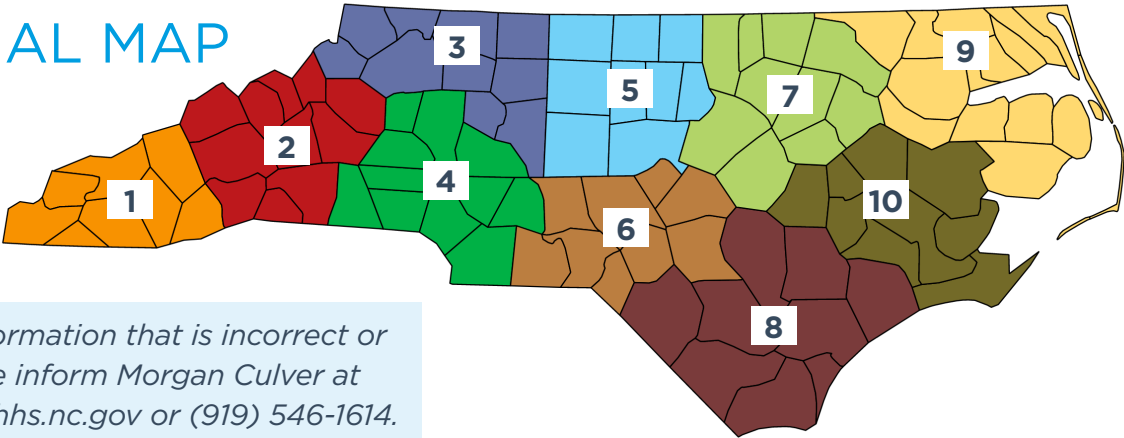 AL MAP
3
9
5
7
2
4
1
10
6
8
ormation that is incorrect or
e inform Morgan Culver at
hhs.nc.gov or (919) 546-1614.